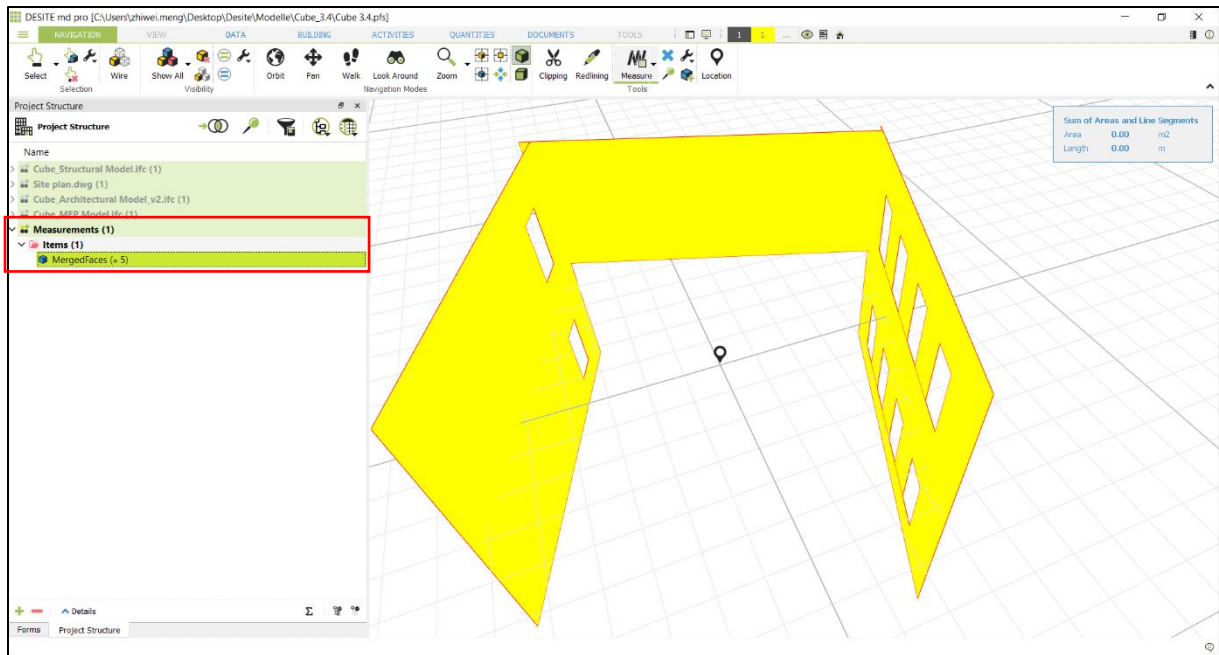 DESITE md pro [C:\Users\zhiwei.meng\Desktop\Desite\Modelle\Cube_3.4\Cube 3.4.pfs]
NAVIGATION VIEW DATA BUILDING ACTIVITIES QUANTITIES DOCUMENTS TOOLS 1 1 ...
Select Wire Show All Orbit Pan Walk Look Around Zoom Clipping Redlining Measure Location
Selection Visibility Navigation Modes Tools
Project Structure
Project Structure
Name
Cube_Structural Model.ifc (1)
Site plan.dwg (1)
Cube_Architectural Model_v2.ifc (1)
Cube_MEP Model.ifc (1)
Measurements (1)
Items (1)
MergedFaces (= 5)
Sum of Areas and Line Segments
Area 0.00 m2
Length 0.00 m
Details Σ
Forms Project Structure